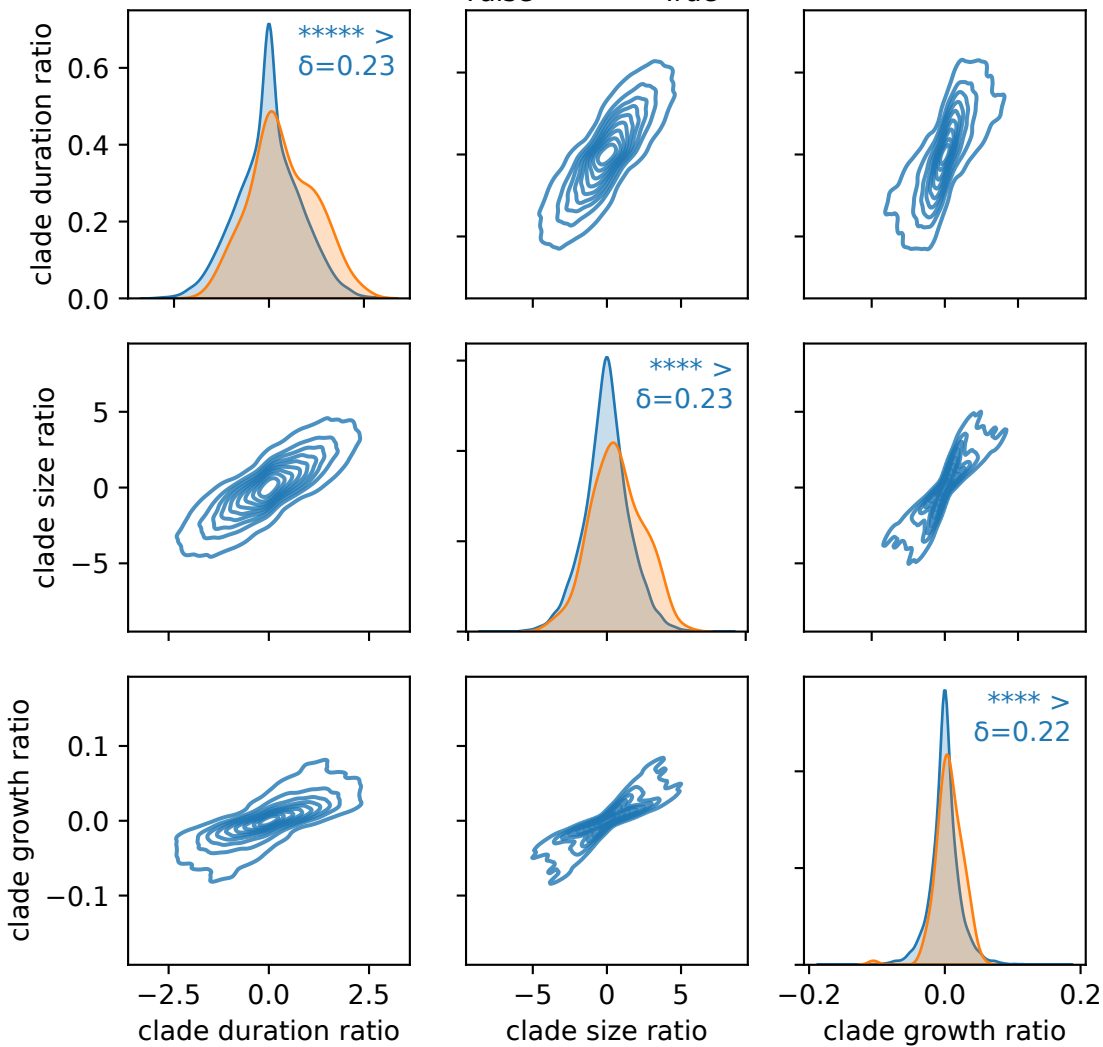 clade duration ratio
0.6
0.4
0.2
0.0
***** >
δ=0.23
clade size ratio
5
0
−5
**** >
δ=0.23
clade growth ratio
0.1
0.0
−0.1
**** >
δ=0.22
−2.5 0.0 2.5
−5 0 5
−0.2 0.0 0.2
clade duration ratio
clade size ratio
clade growth ratio